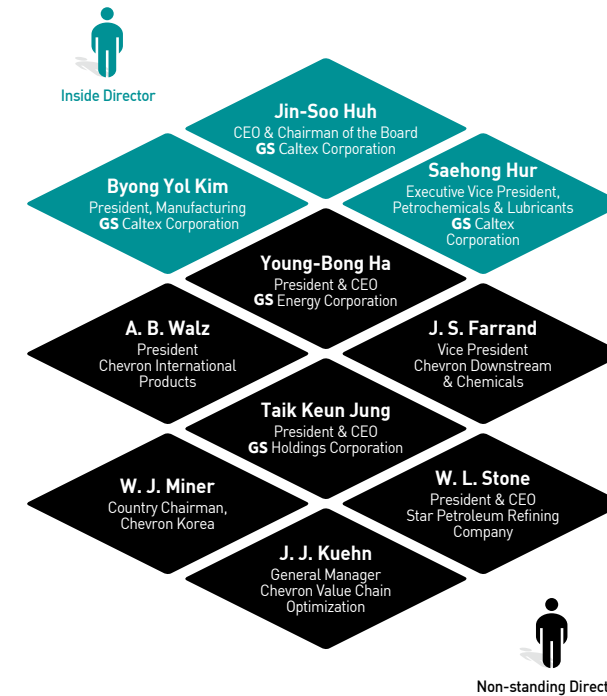 Inside Director
Jin-Soo Huh
CEO & Chairman of the Board
GS Caltex Corporation
Byong Yol Kim
President, Manufacturing
GS Caltex Corporation
Saehong Hur
Executive Vice President,
Petrochemicals & Lubricants
GS Caltex
Corporation
Young-Bong Ha
President & CEO
GS Energy Corporation
A. B. Walz
President
Chevron International
Products
J. S. Farrand
Vice President
Chevron Downstream
& Chemicals
Taik Keun Jung
President & CEO
GS Holdings Corporation
W. J. Miner
Country Chairman,
Chevron Korea
W. L. Stone
President & CEO
Star Petroleum Refining
Company
J. J. Kuehn
General Manager
Chevron Value Chain
Optimization
Non-standing Direct